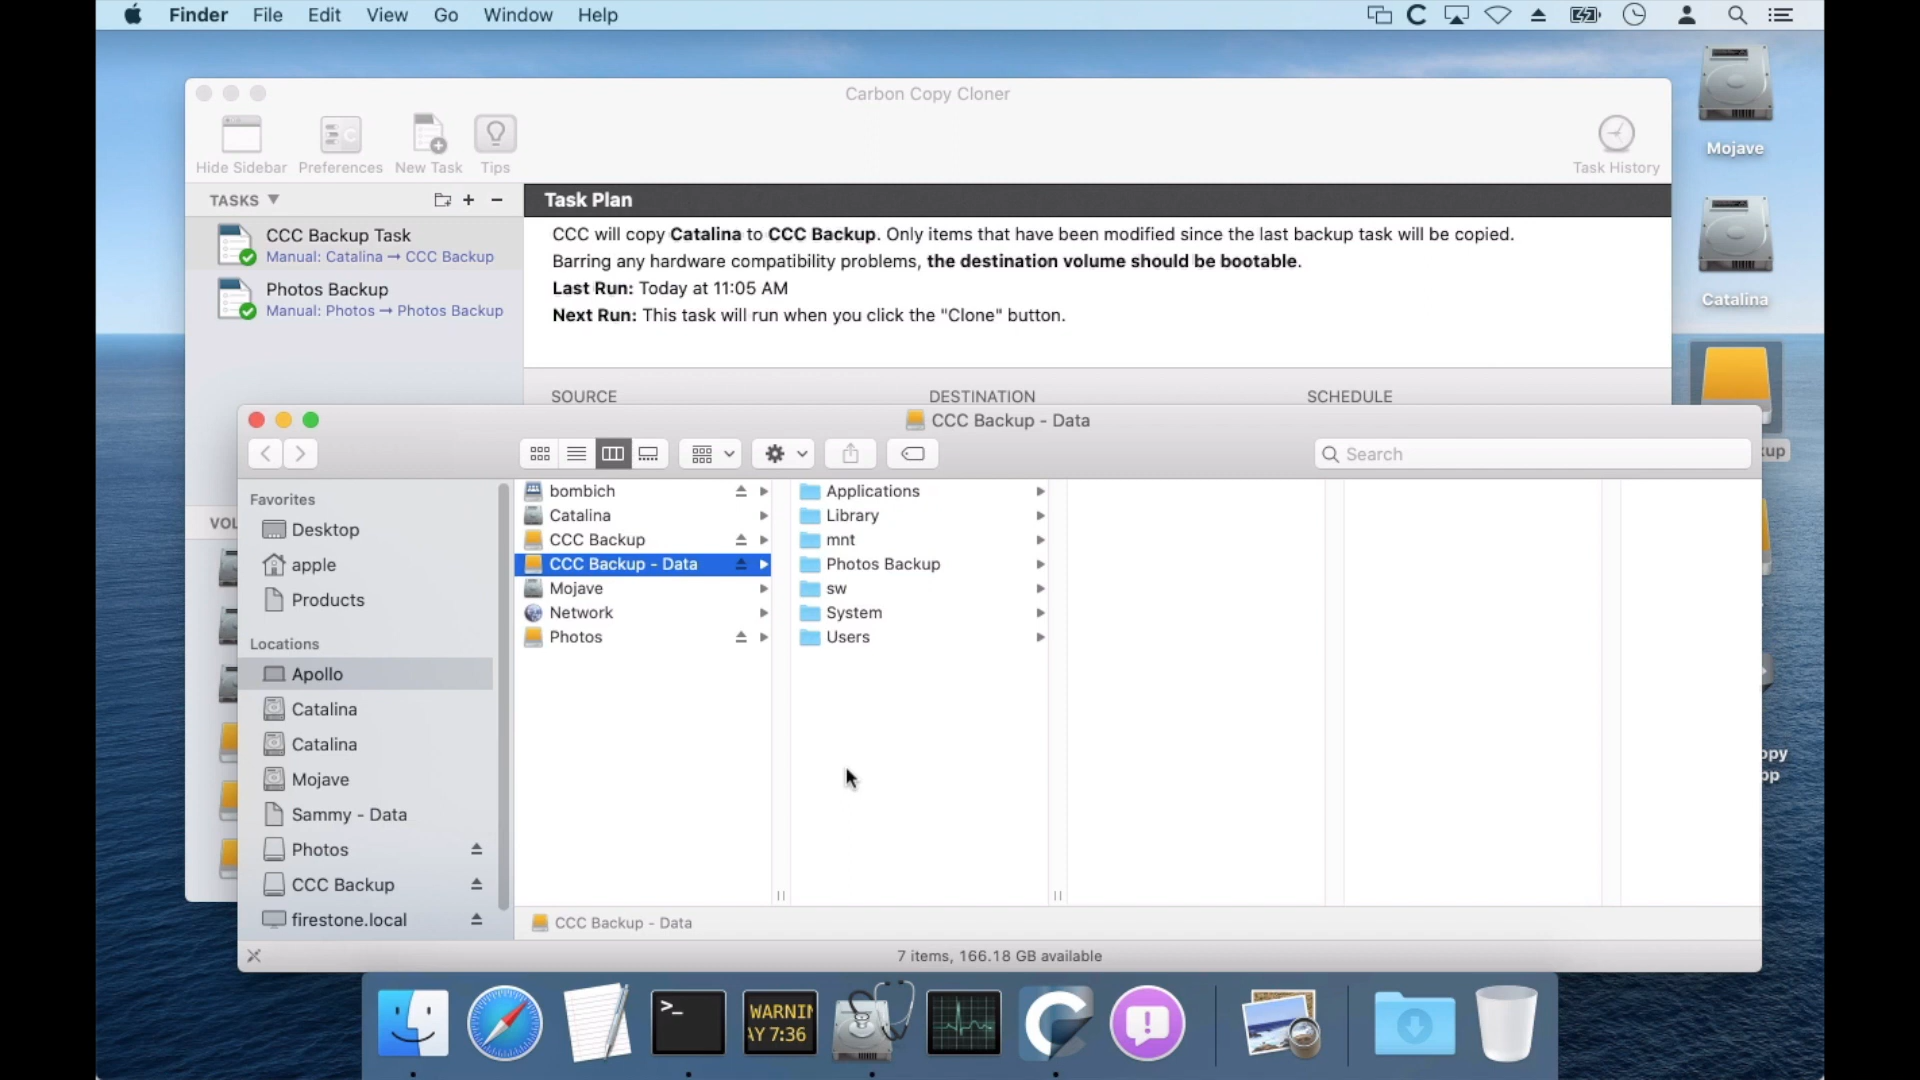 Finder File Edit View Go Window Help
Carbon Copy Cloner
Hide Sidebar Preferences New Task Tips Task History
TASKS
CCC Backup Task
Manual: Catalina → CCC Backup
Photos Backup
Manual: Photos → Photos Backup
Task Plan
CCC will copy Catalina to CCC Backup. Only items that have been modified since the last backup task will be copied.
Barring any hardware compatibility problems, the destination volume should be bootable.
Last Run: Today at 11:05 AM
Next Run: This task will run when you click the "Clone" button.
SOURCE DESTINATION SCHEDULE
Mojave
Catalina
CCC Backup - Data
Search
Favorites
Desktop
apple
Products
Locations
Apollo
Catalina
Catalina
Mojave
Sammy - Data
Photos
CCC Backup
firestone.local
bombich
Catalina
CCC Backup
CCC Backup - Data
Mojave
Network
Photos
Applications
Library
mnt
Photos Backup
sw
System
Users
CCC Backup - Data
7 items, 166.18 GB available
>_
WARNIN
AY 7:36